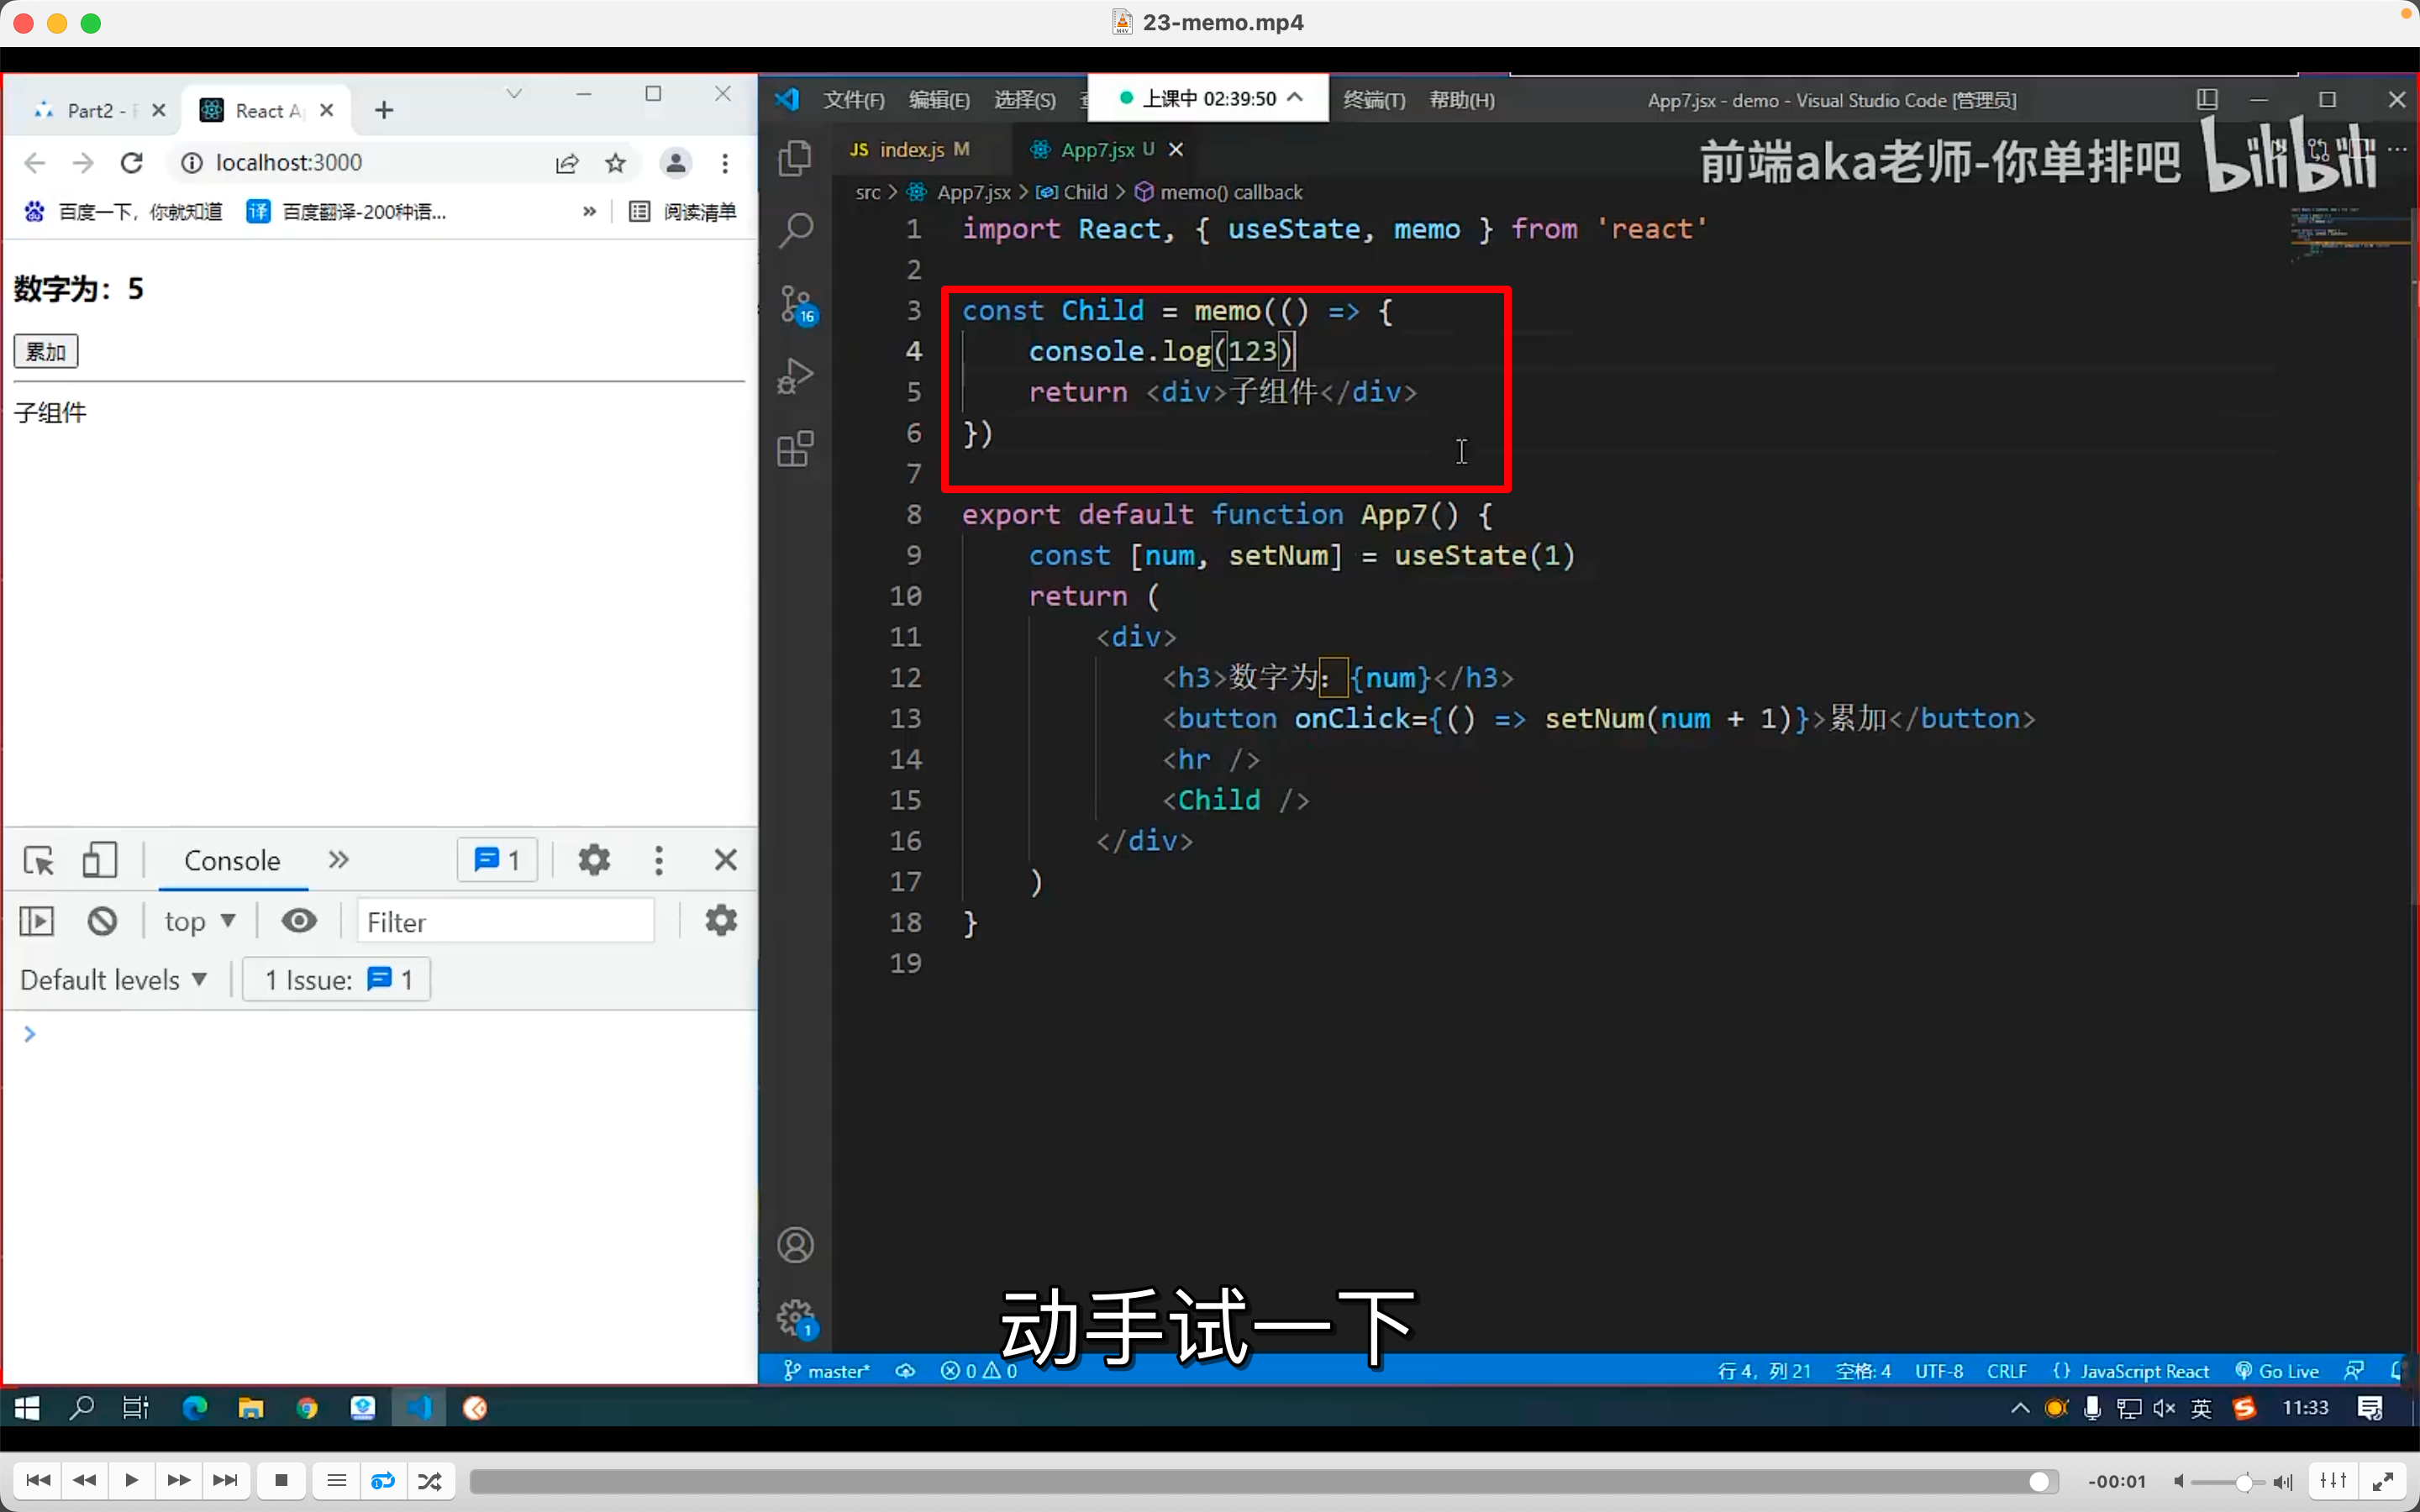 23-memo.mp4
Part2 -
React A
localhost:3000
百度一下，你就知道
译
百度翻译-200种语...
»
阅读清单
数字为：5
累加
子组件
Console
»
1
top
Filter
Default levels
1 Issue:
1
文件(F)
编辑(E)
选择(S)
上课中 02:39:50
终端(T)
帮助(H)
App7.jsx - demo - Visual Studio Code [管理员]
JS index.js M
App7.jsx U
前端aka老师-你单排吧
bilibili
src > App7.jsx > Child > memo() callback
16
1 import React, { useState, memo } from 'react'
2
3 const Child = memo(() => {
4 console.log(123)
5 return <div>子组件</div>
6 })
7
8 export default function App7() {
9 const [num, setNum] = useState(1)
10 return (
11 <div>
12 <h3>数字为：{num}</h3>
13 <button onClick={() => setNum(num + 1)}>累加</button>
14 <hr />
15 <Child />
16 </div>
17 )
18 }
19
1
动手试一下
master*
0
0
行 4，列 21
空格: 4
UTF-8
CRLF
{} JavaScript React
Go Live
英
11:33
-00:01